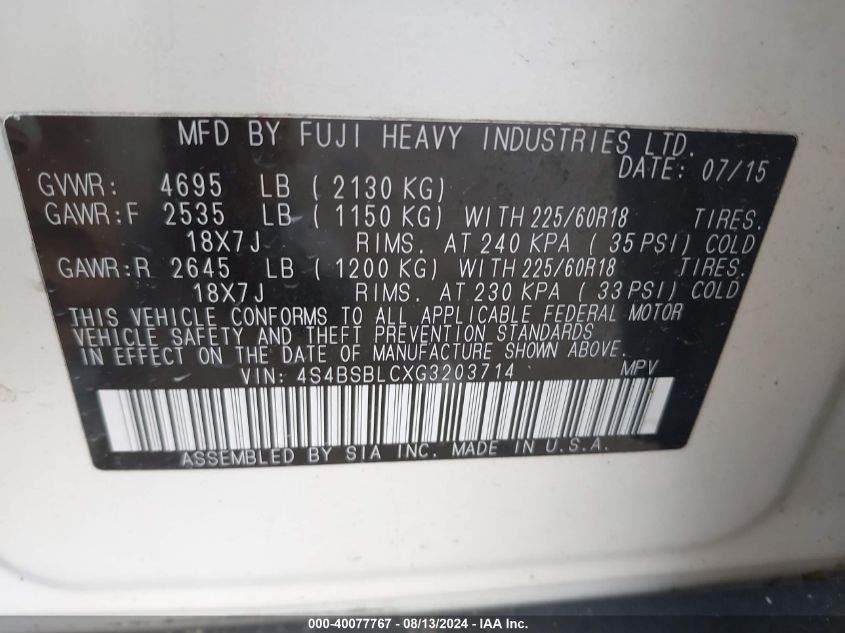 MFD BY FUJI HEAVY INDUSTRIES LTD.
DATE: 07/15
GVWR: 4695 LB ( 2130 KG)
GAWR:F 2535 LB ( 1150 KG) WITH 225/60R18 TIRES.
18X7J RIMS. AT 240 KPA ( 35 PSI) COLD
GAWR:R 2645 LB ( 1200 KG) WITH 225/60R18 TIRES.
18X7J RIMS. AT 230 KPA ( 33 PSI) COLD
THIS VEHICLE CONFORMS TO ALL APPLICABLE FEDERAL MOTOR
VEHICLE SAFETY AND THEFT PREVENTION STANDARDS
IN EFFECT ON THE DATE OF MANUFACTURE SHOWN ABOVE.
VIN: 4S4BSBLCXG3203714 MPV
ASSEMBLED BY SIA INC. MADE IN U.S.A.
000-40077767 - 08/13/2024 - IAA Inc.